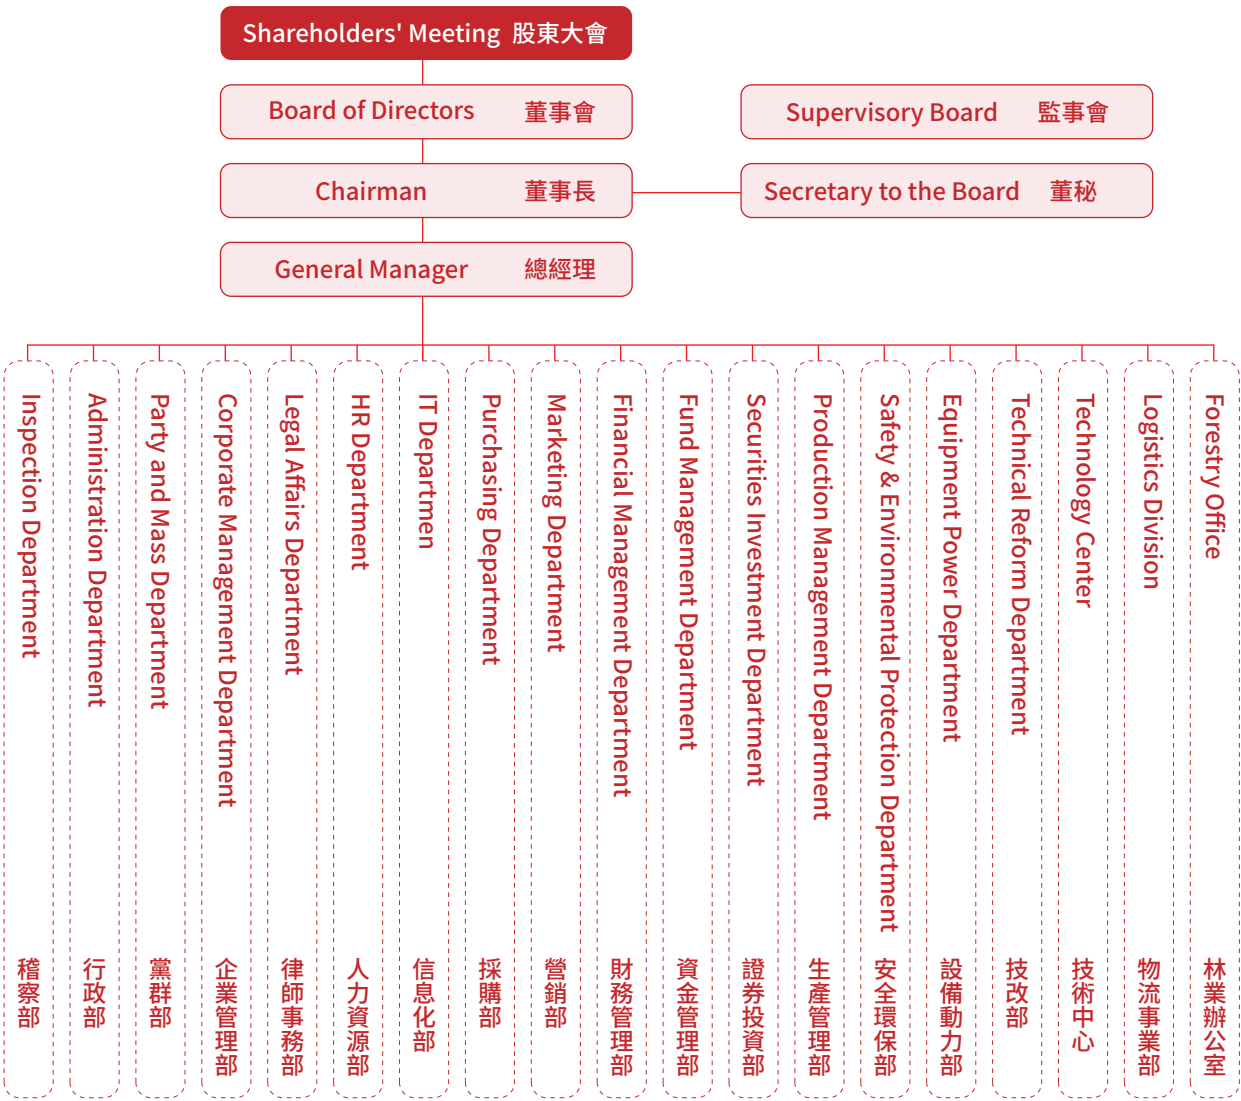 Shareholders' Meeting 股東大會
Board of Directors 董事會
Supervisory Board 監事會
Chairman 董事長
Secretary to the Board 董秘
General Manager 總經理
Inspection Department 稽察部
Administration Department 行政部
Party and Mass Department 黨群部
Corporate Management Department 企業管理部
Legal Affairs Department 律師事務部
HR Department 人力資源部
IT Departmen 信息化部
Purchasing Department 採購部
Marketing Department 營銷部
Financial Management Department 財務管理部
Fund Management Department 資金管理部
Securities Investment Department 證券投資部
Production Management Department 生產管理部
Safety & Environmental Protection Department 安全環保部
Equipment Power Department 設備動力部
Technical Reform Department 技改部
Technology Center 技術中心
Logistics Division 物流事業部
Forestry Office 林業辦公室